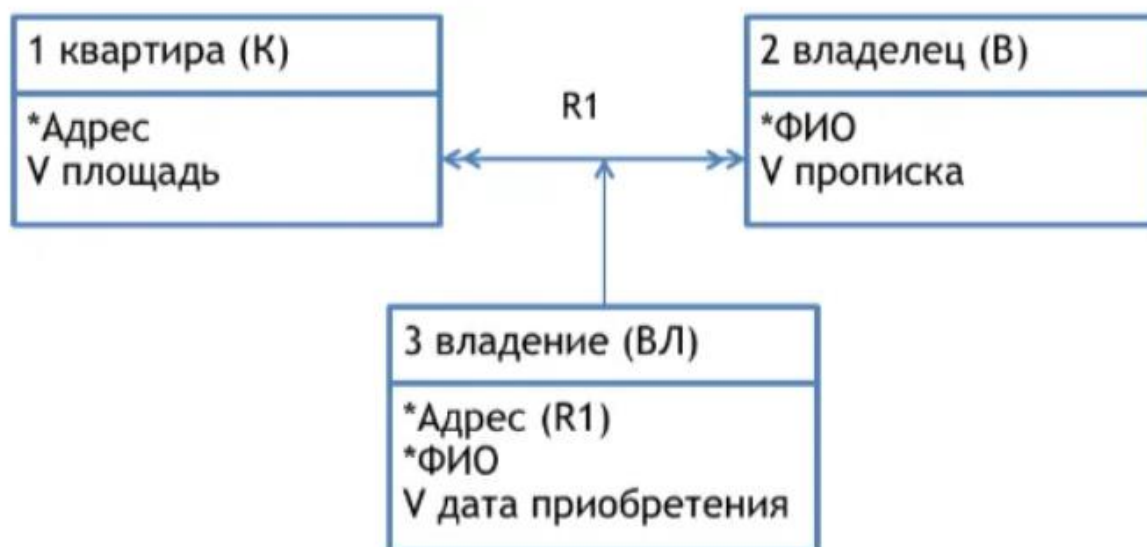 1 квартира (К)
*Адрес
V площадь
R1
2 владелец (В)
*ФИО
V прописка
3 владение (ВЛ)
*Адрес (R1)
*ФИО
V дата приобретения